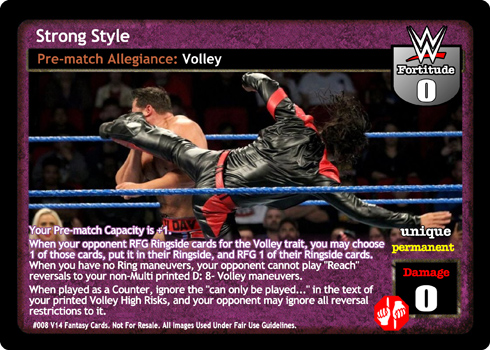 Strong Style
Pre-match Allegiance: Volley
Fortitude
0
Your Pre-match Capacity is +1.
When your opponent RFG Ringside cards for the Volley trait, you may choose
1 of those cards, put it in their Ringside, and RFG 1 of their Ringside cards.
When you have no Ring maneuvers, your opponent cannot play "Reach"
reversals to your non-Multi printed D: 8- Volley maneuvers.
When played as a Counter, ignore the "can only be played..." in the text of
your printed Volley High Risks, and your opponent may ignore all reversal
restrictions to it.
unique
permanent
Damage
0
#008 V14 Fantasy Cards. Not For Resale. All Images Used Under Fair Use Guidelines.